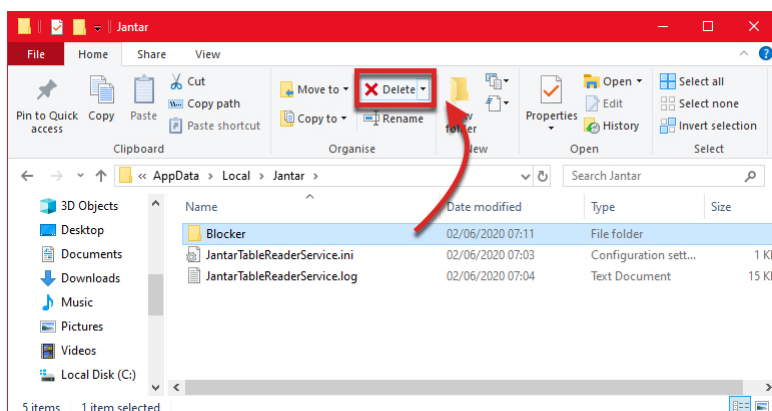 Jantar
File Home Share View
Pin to Quick access
Copy
Paste
Cut
Copy path
Paste shortcut
Move to
Copy to
Delete
Rename
folder
Properties
Open
Edit
History
Select all
Select none
Invert selection
Clipboard Organise New Open Select
« AppData > Local > Jantar >
Search Jantar
Name Date modified Type Size
3D Objects
Desktop
Documents
Downloads
Music
Pictures
Videos
Local Disk (C:)
Blocker 02/06/2020 07:11 File folder
JantarTableReaderService.ini 02/06/2020 07:03 Configuration sett... 1 K
JantarTableReaderService.log 02/06/2020 07:04 Text Document 15 K
5 items 1 item selected